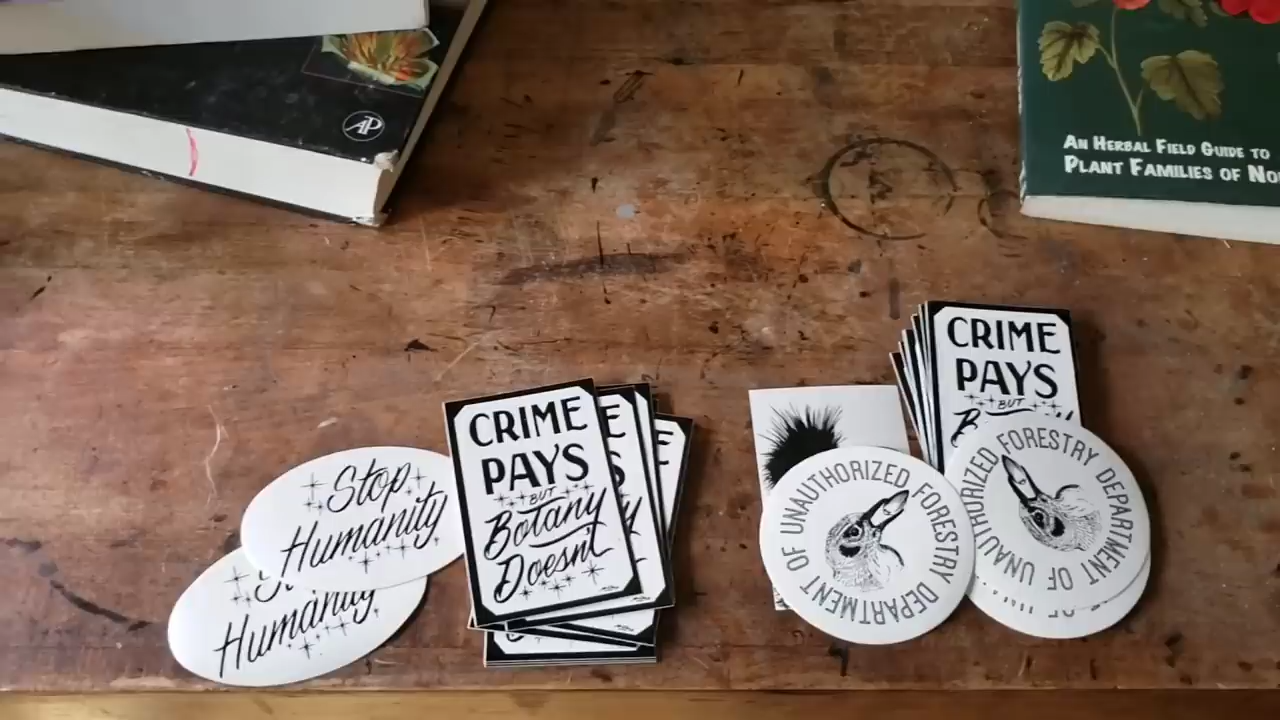 AP
AN HERBAL FIELD GUIDE TO
PLANT FAMILIES OF NO
Stop
Humanity
Humanity
CRIME
PAYS
BUT
Botany
Doesn't
CRIME
PAYS
BUT
DEPARTMENT OF UNAUTHORIZED FORESTRY
DEPARTMENT OF UNAUTHORIZED FORESTRY